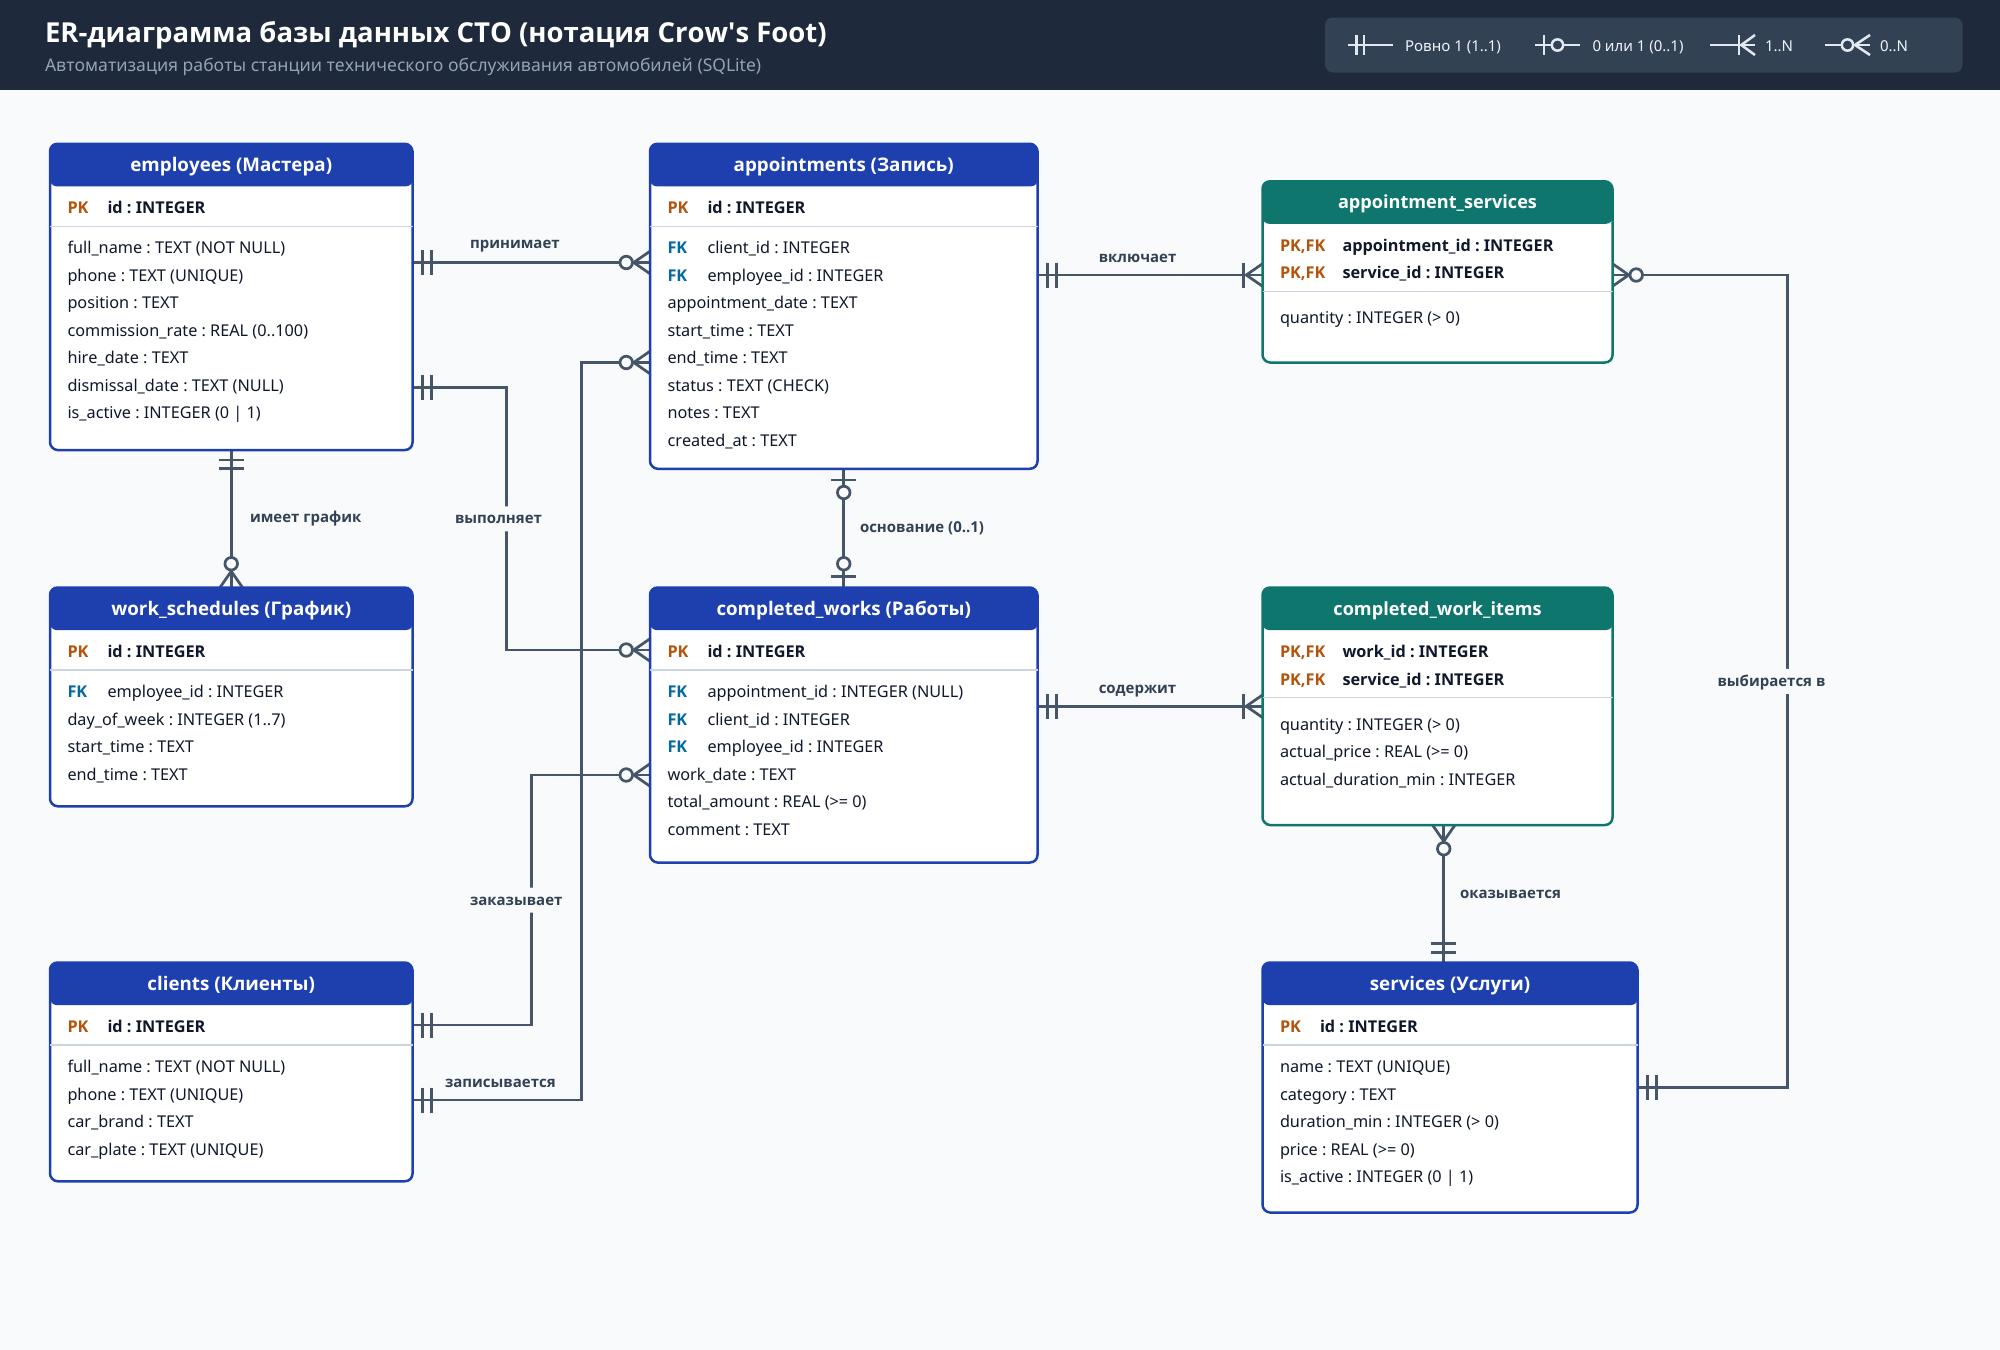 ER-диаграмма базы данных СТО (нотация Crow's Foot)
Автоматизация работы станции технического обслуживания автомобилей (SQLite)
Ровно 1 (1..1)
0 или 1 (0..1)
1..N
0..N
employees (Мастера)
PK id : INTEGER
full_name : TEXT (NOT NULL)
phone : TEXT (UNIQUE)
position : TEXT
commission_rate : REAL (0..100)
hire_date : TEXT
dismissal_date : TEXT (NULL)
is_active : INTEGER (0 | 1)
принимает
appointments (Запись)
PK id : INTEGER
FK client_id : INTEGER
FK employee_id : INTEGER
appointment_date : TEXT
start_time : TEXT
end_time : TEXT
status : TEXT (CHECK)
notes : TEXT
created_at : TEXT
включает
appointment_services
PK,FK appointment_id : INTEGER
PK,FK service_id : INTEGER
quantity : INTEGER (> 0)
имеет график
выполняет
основание (0..1)
work_schedules (График)
PK id : INTEGER
FK employee_id : INTEGER
day_of_week : INTEGER (1..7)
start_time : TEXT
end_time : TEXT
completed_works (Работы)
PK id : INTEGER
FK appointment_id : INTEGER (NULL)
FK client_id : INTEGER
FK employee_id : INTEGER
work_date : TEXT
total_amount : REAL (>= 0)
comment : TEXT
содержит
completed_work_items
PK,FK work_id : INTEGER
PK,FK service_id : INTEGER
quantity : INTEGER (> 0)
actual_price : REAL (>= 0)
actual_duration_min : INTEGER
выбирается в
заказывает
оказывается
clients (Клиенты)
PK id : INTEGER
full_name : TEXT (NOT NULL)
phone : TEXT (UNIQUE)
car_brand : TEXT
car_plate : TEXT (UNIQUE)
записывается
services (Услуги)
PK id : INTEGER
name : TEXT (UNIQUE)
category : TEXT
duration_min : INTEGER (> 0)
price : REAL (>= 0)
is_active : INTEGER (0 | 1)